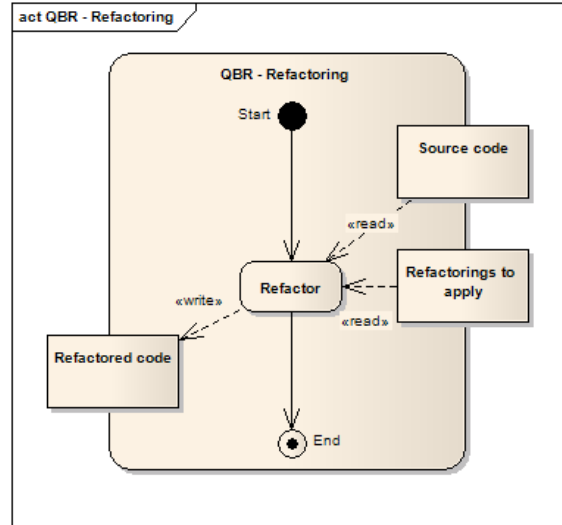 act QBR - Refactoring
QBR - Refactoring
Start
Source code
«read»
Refactorings to
apply
Refactor
«write»
«read»
Refactored code
End